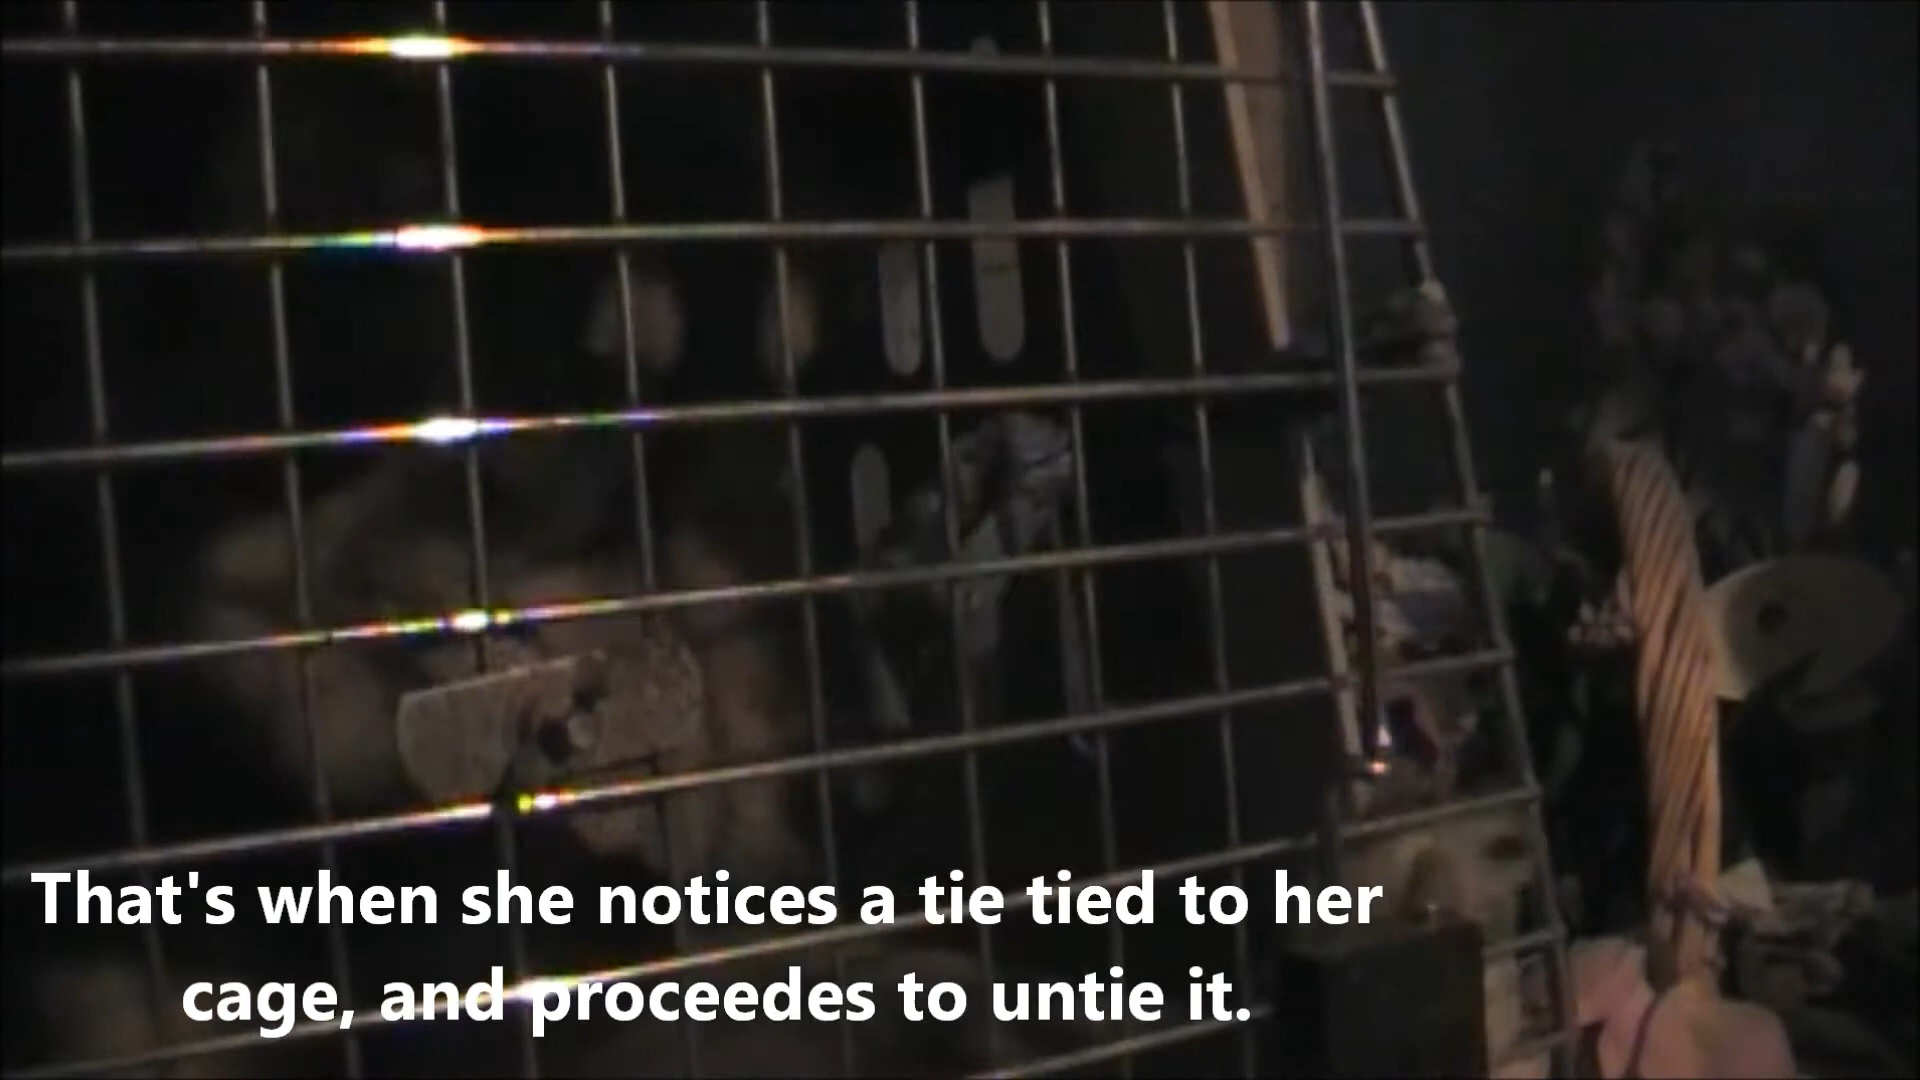 That's when she notices a tie tied to her
cage, and proceedes to untie it.